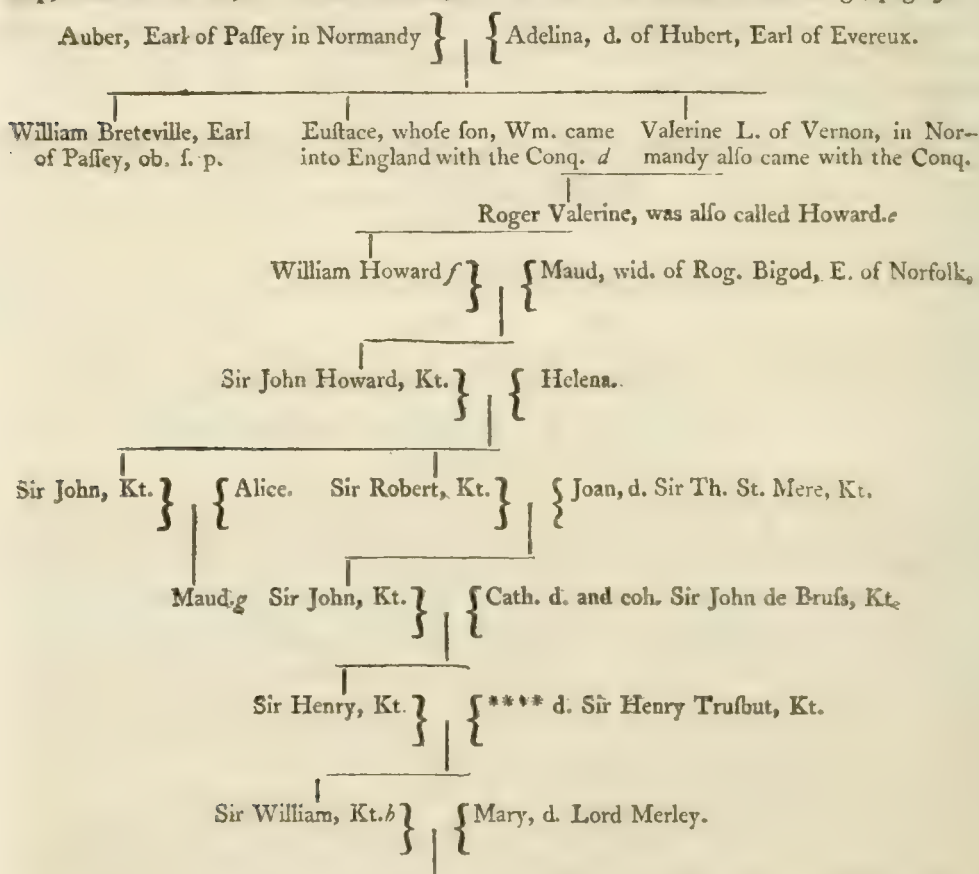 Auber, Earl of Paſſey in Normandy } { Adelina, d. of Hubert, Earl of Evereux.
William Breteville, Earl of Paſſey, ob. ſ. p.
Euſtace, whoſe ſon, Wm. came into England with the Conq. d
Valerine L. of Vernon, in Normandy alſo came with the Conq.
Roger Valerine, was alſo called Howard.e
William Howard f } { Maud, wid. of Rog. Bigod, E. of Norfolk.
Sir John Howard, Kt. } { Helena.
Sir John, Kt. } { Alice. Sir Robert, Kt. } { Joan, d. Sir Th. St. Mere, Kt.
Maud.g Sir John, Kt. } { Cath. d. and coh. Sir John de Bruſs, Kt.
Sir Henry, Kt. } { **** d. Sir Henry Truſbut, Kt.
Sir William, Kt.h } { Mary, d. Lord Merley.